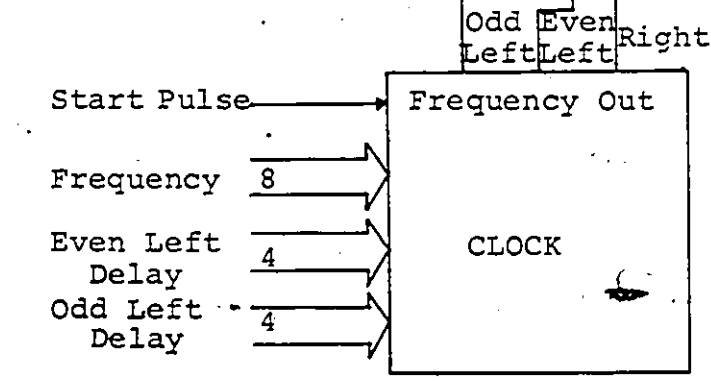 Odd Even
Left Left Right
Start Pulse Frequency Out
Frequency 8
Even Left
Delay 4 CLOCK
Odd Left
Delay 4